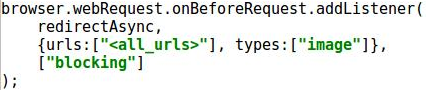 browser.webRequest.onBeforeRequest.addListener(
    redirectAsync,
    {urls:["<all_urls>"], types:["image"]},
    ["blocking"]
);